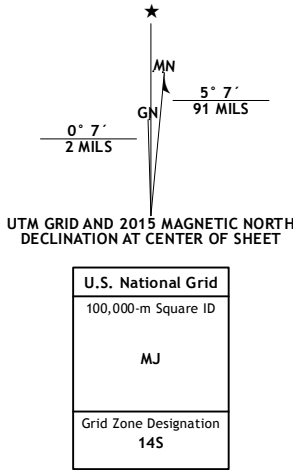 ★
MN
5° 7´
91 MILS
GN
0° 7´
2 MILS
UTM GRID AND 2015 MAGNETIC NORTH
DECLINATION AT CENTER OF SHEET
U.S. National Grid
100,000-m Square ID
MJ
Grid Zone Designation
14S